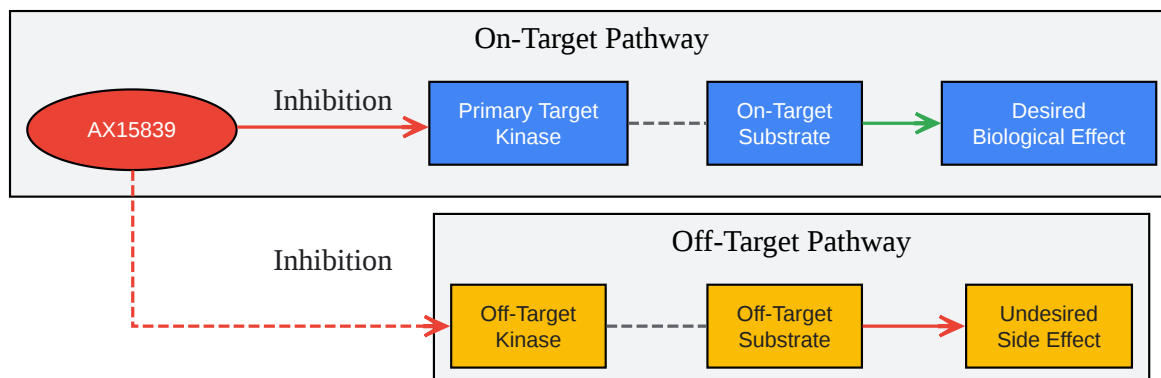 On-Target Pathway
AX15839
Inhibition
Primary Target
Kinase
On-Target
Substrate
Desired
Biological Effect
Off-Target Pathway
Inhibition
Off-Target
Kinase
Off-Target
Substrate
Undesired
Side Effect